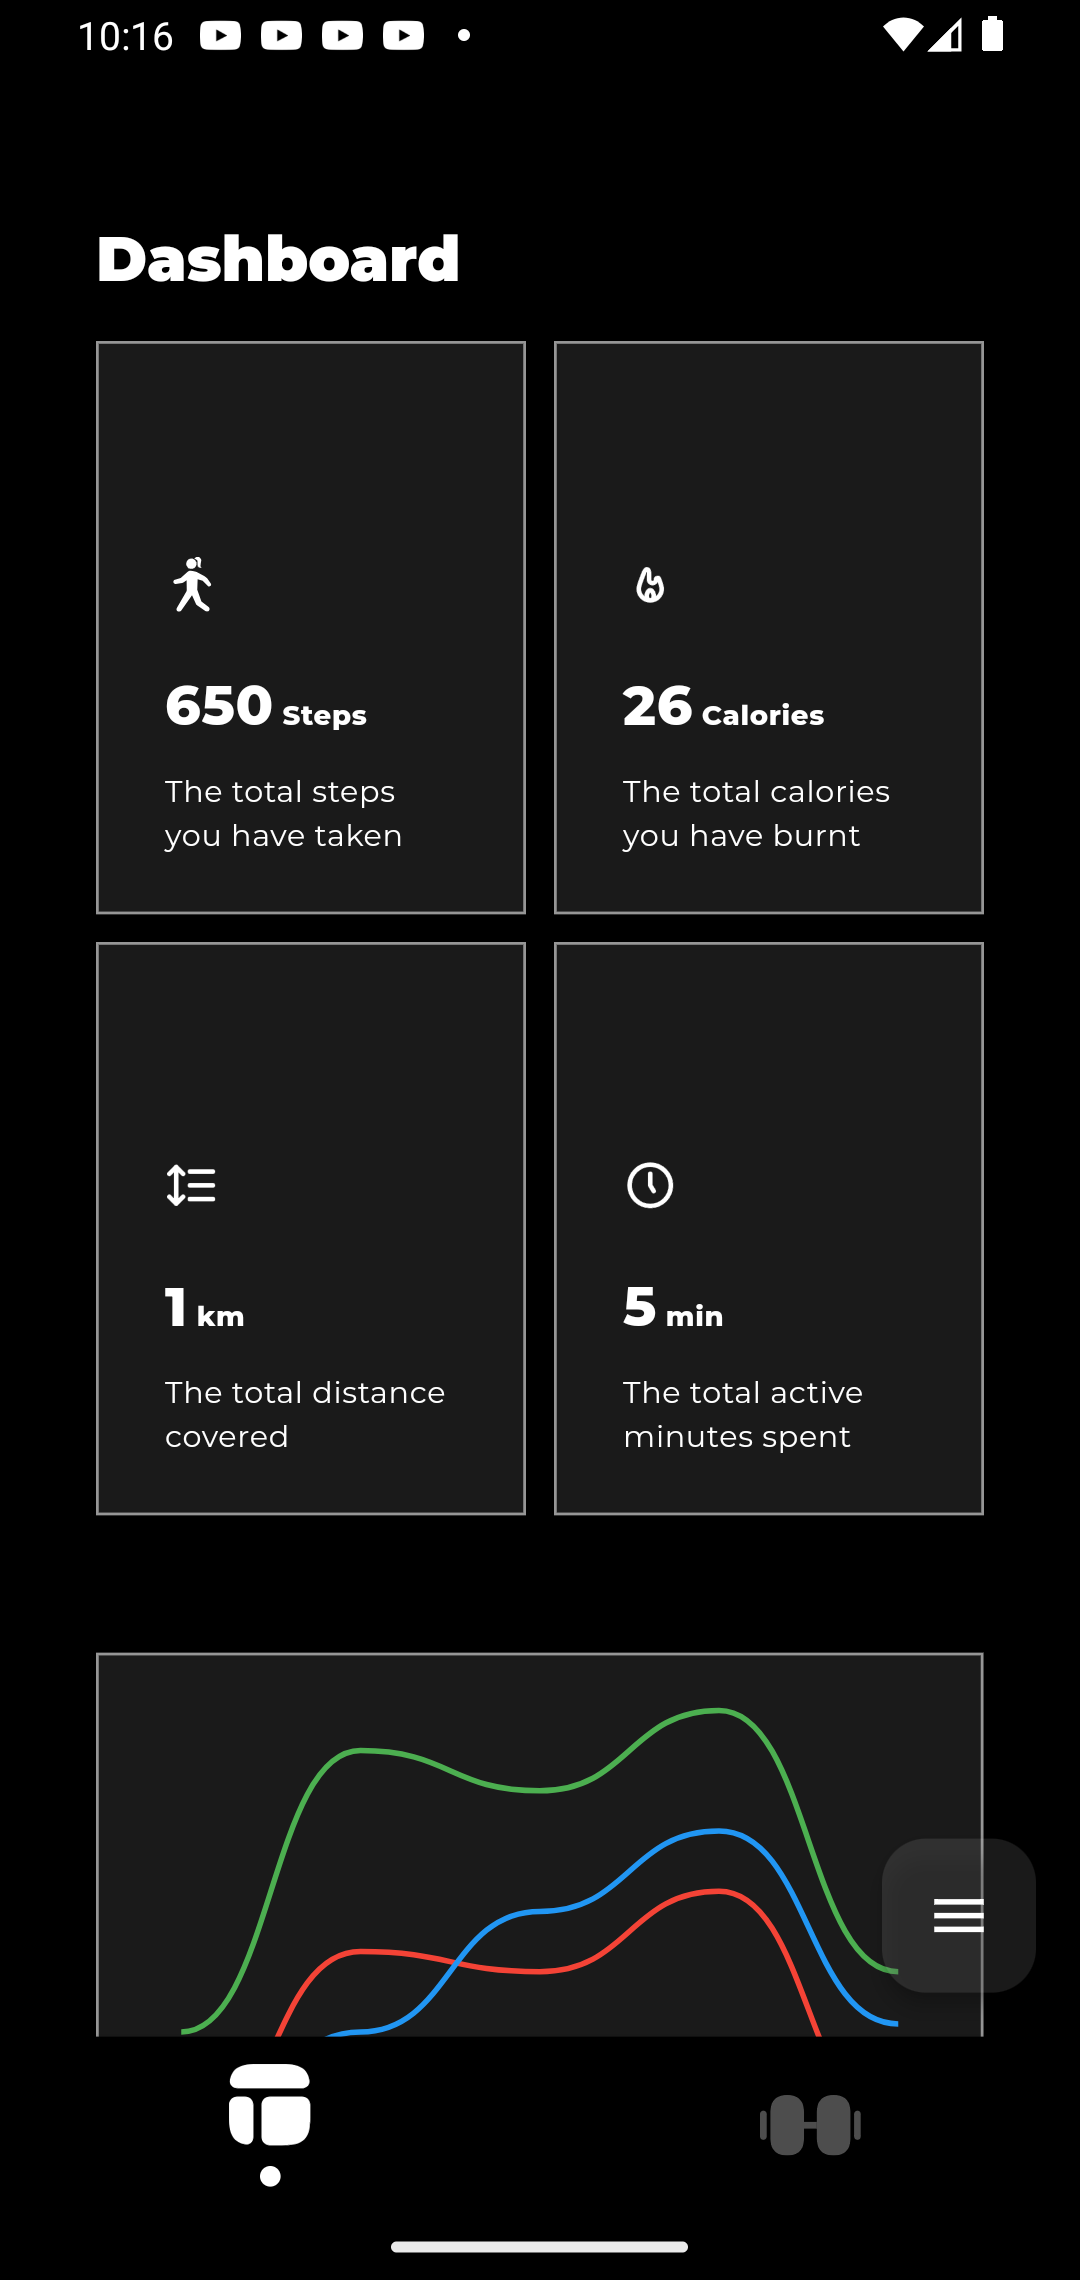 10:16
Dashboard
650 Steps
The total steps
you have taken
26 Calories
The total calories
you have burnt
1 km
The total distance
covered
5 min
The total active
minutes spent